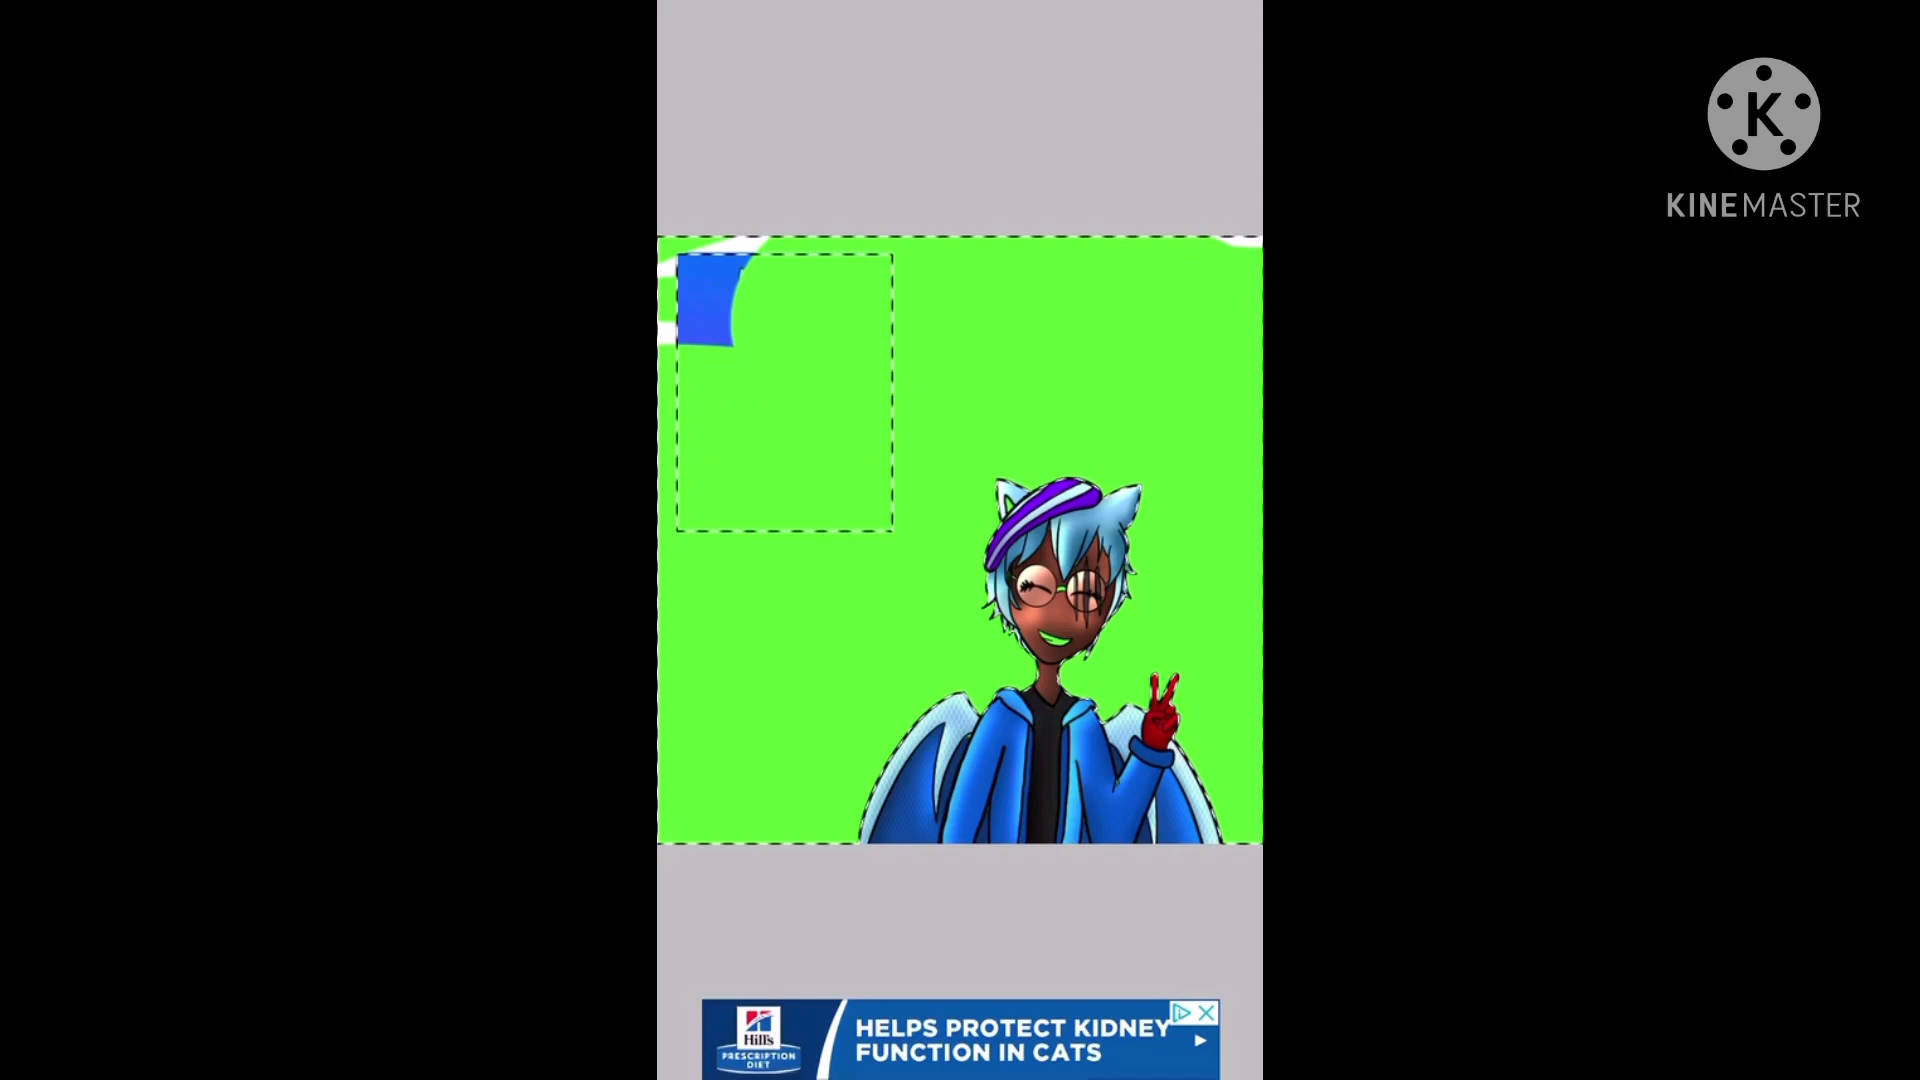 K
KINEMASTER
Hill's
PRESCRIPTION
DIET
HELPS PROTECT KIDNEY
FUNCTION IN CATS